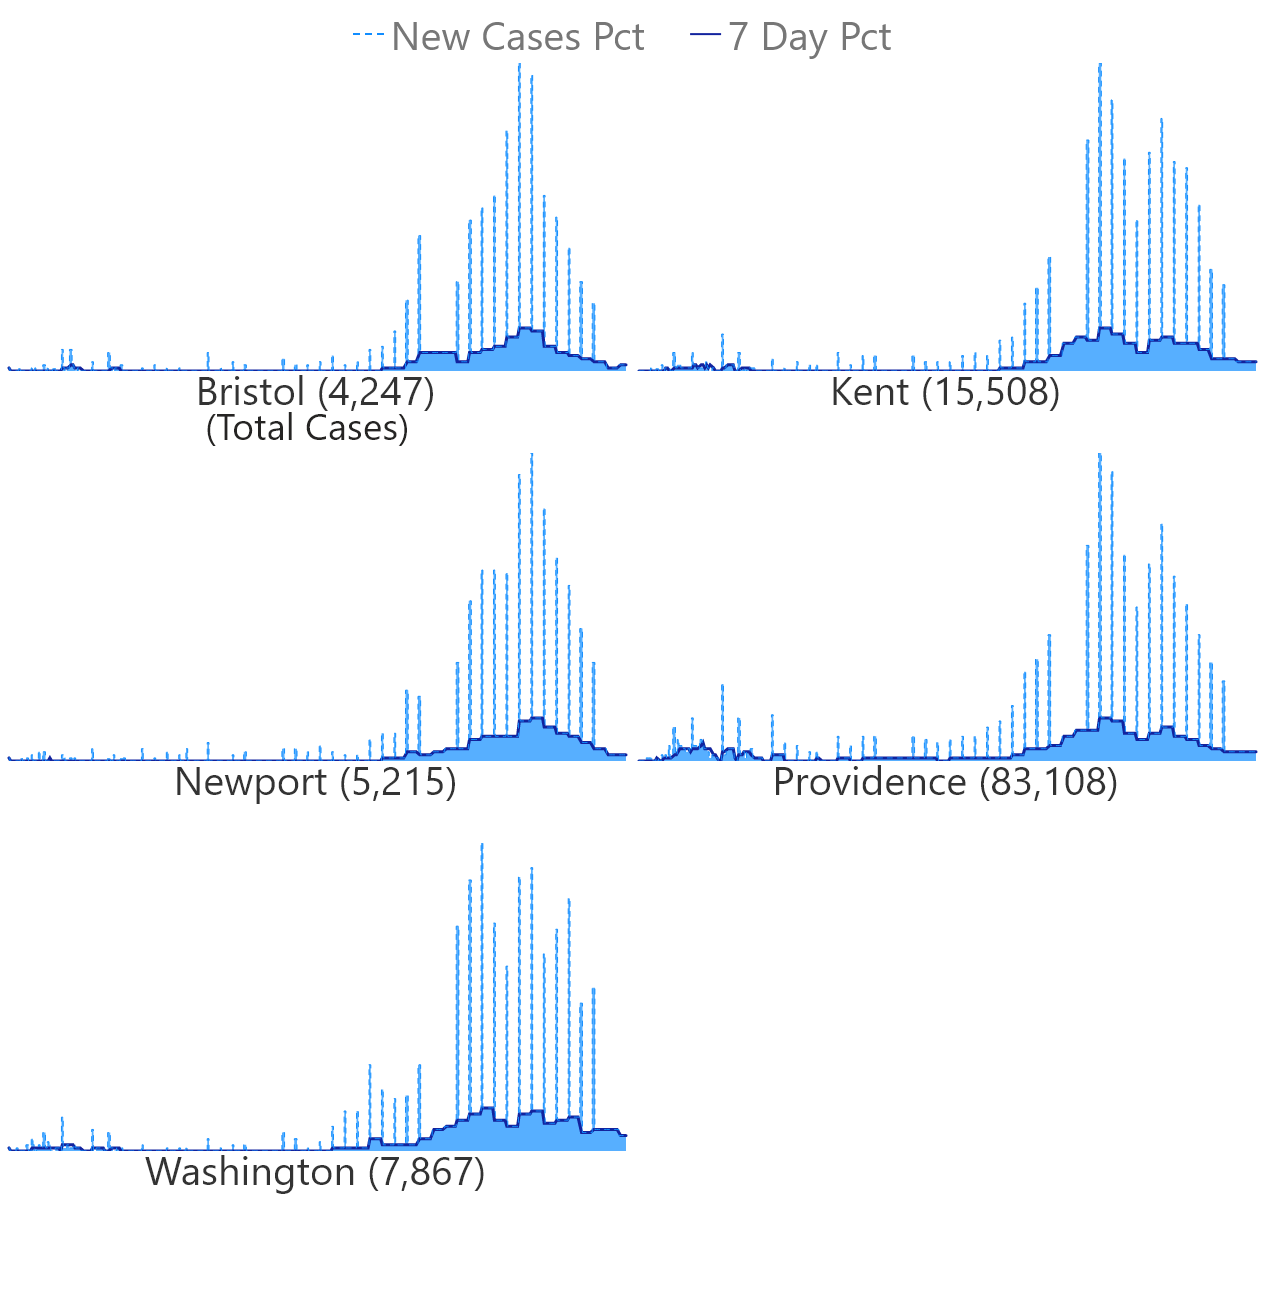 New Cases Pct 7 Day Pct
Bristol (4,247)
(Total Cases)
Kent (15,508)
Newport (5,215)
Providence (83,108)
Washington (7,867)